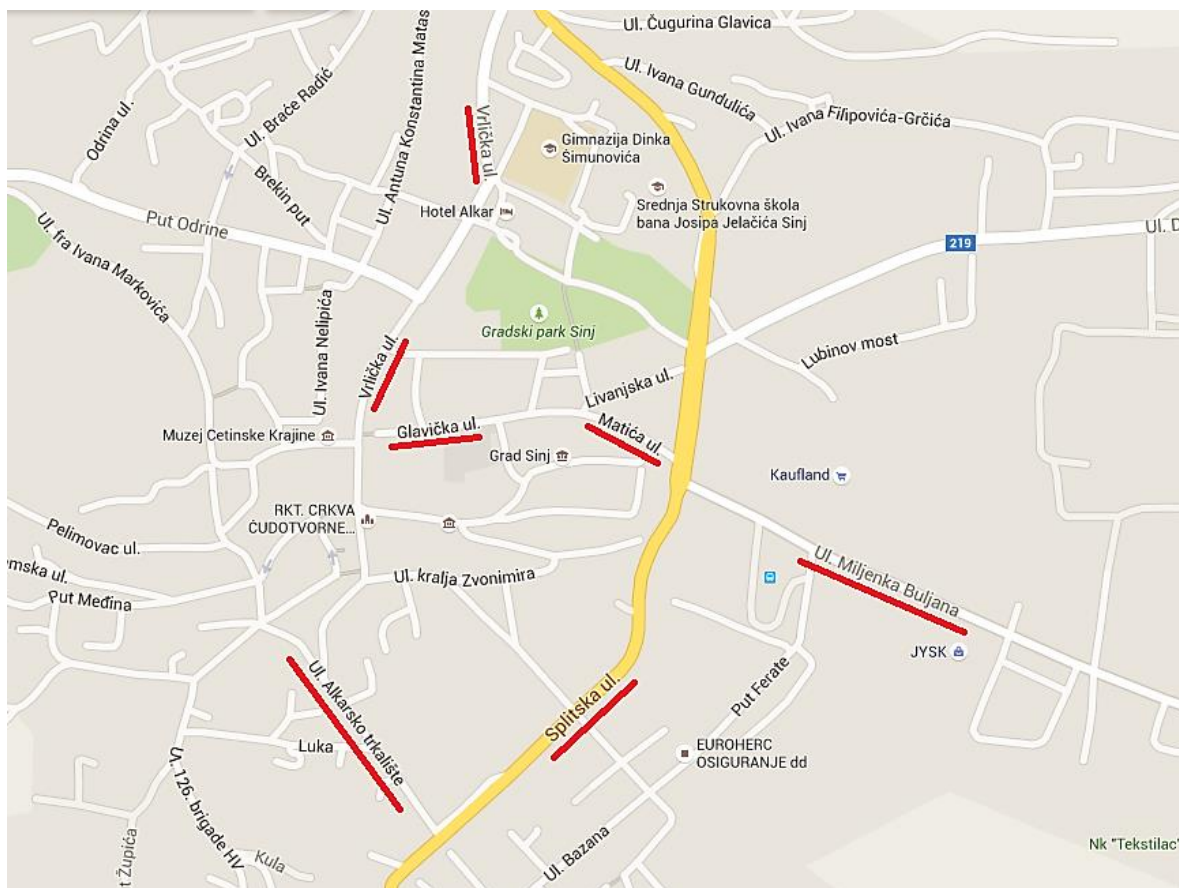 Ul. Čugurina Glavica
Ul. Ivana Gundulića
Ul. Ivana Filipovića-Grčića
Ul. Antuna Konstantina Matas
Ul. Braće Radić
Odrina ul.
Brekin put
Vrlička ul.
Gimnazija Dinka
Šimunovića
Srednja Strukovna škola
bana Josipa Jelačića Sinj
Hotel Alkar
Put Odrine
Ul. fra Ivana Markovića
219
Ul. D
Gradski park Sinj
Ul. Ivana Nelipića
Vrlička ul.
Lubinov most
Livanjska ul.
Muzej Cetinske Krajine
Glavička ul.
Matića ul.
Grad Sinj
Kaufland
RKT. CRKVA
ČUDOTVORNE...
Pelimovac ul.
emska ul.
Put Međina
Ul. kralja Zvonimira
Ul. Miljenka Buljana
JYSK
Ul. Alkarsko trkalište
Luka
Splitska ul.
Put Ferate
EUROHERC
OSIGURANJE dd
Ul. 126. brigade HV
t Župića
Kula
Ul. Bazana
Nk "Tekstilac"